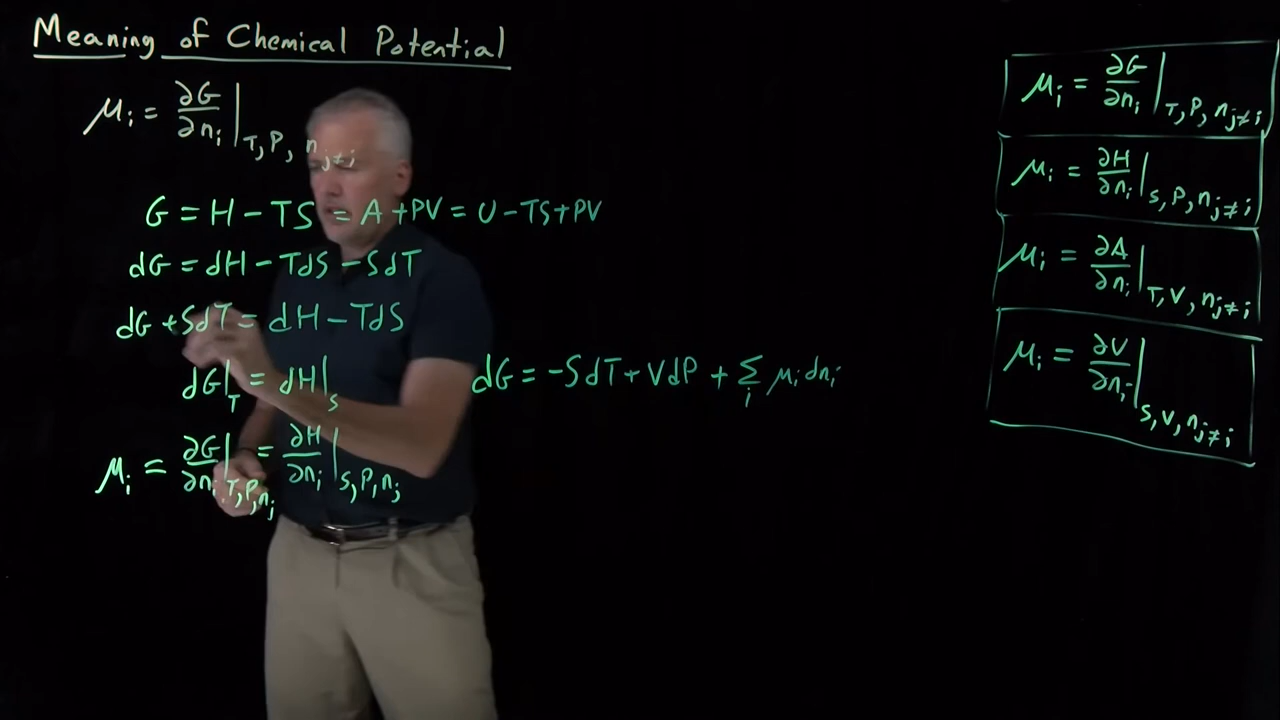 Meaning of Chemical Potential
μi = ∂G/∂ni |T, P, nj≠i
G = H - TS = A + PV = U - TS + PV
dG = dH - TdS - SdT
dG + SdT = dH - TdS
dG|T = dH|S
dG = -SdT + VdP + Σi μi dni
μi = ∂G/∂ni |T,P,nj = ∂H/∂ni |S,P,nj
μi = ∂G/∂ni |T, P, nj≠i
μi = ∂H/∂ni |S, P, nj≠i
μi = ∂A/∂ni |T, V, nj≠i
μi = ∂U/∂ni |S, V, nj≠i